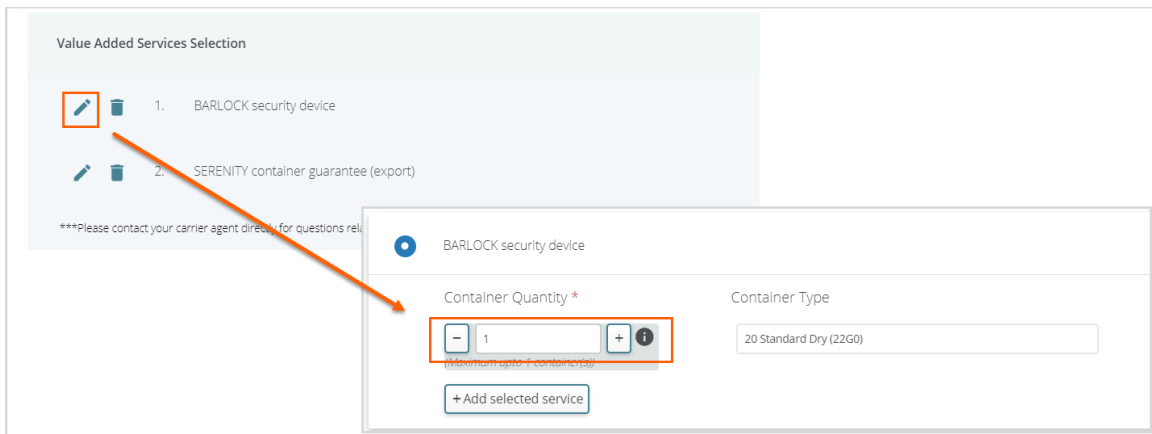 Value Added Services Selection
1. BARLOCK security device
2. SERENITY container guarantee (export)
***Please contact your carrier agent directly for questions
BARLOCK security device
Container Quantity *
Container Type
− 1 +
20 Standard Dry (22G0)
(Maximum upto 1 container(s))
+ Add selected service